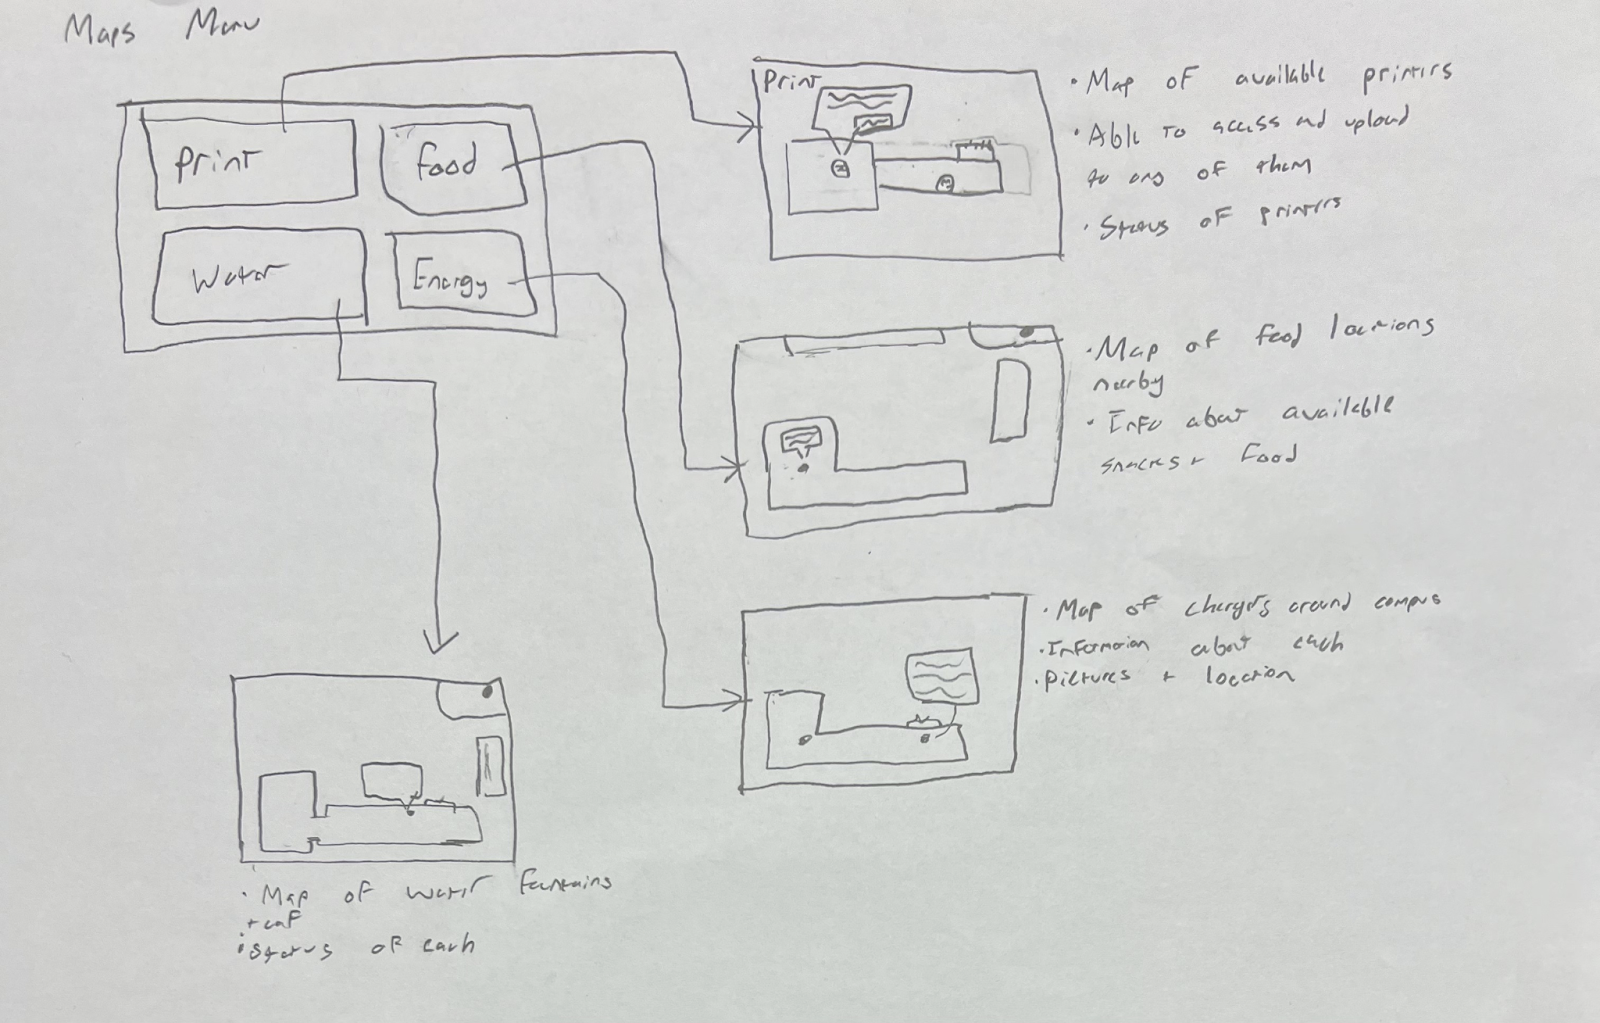 Maps Menu
Print
Food
Water
Energy
Print
• Map of available printers
• Able to access and upload
to any of them
• Status of printers
• Map of food locations
nearby
• Info about available
snacks + Food
• Map of chargers around campus
• Information about each
• Pictures + location
• Map of water fountains
+ caf
• Status of each